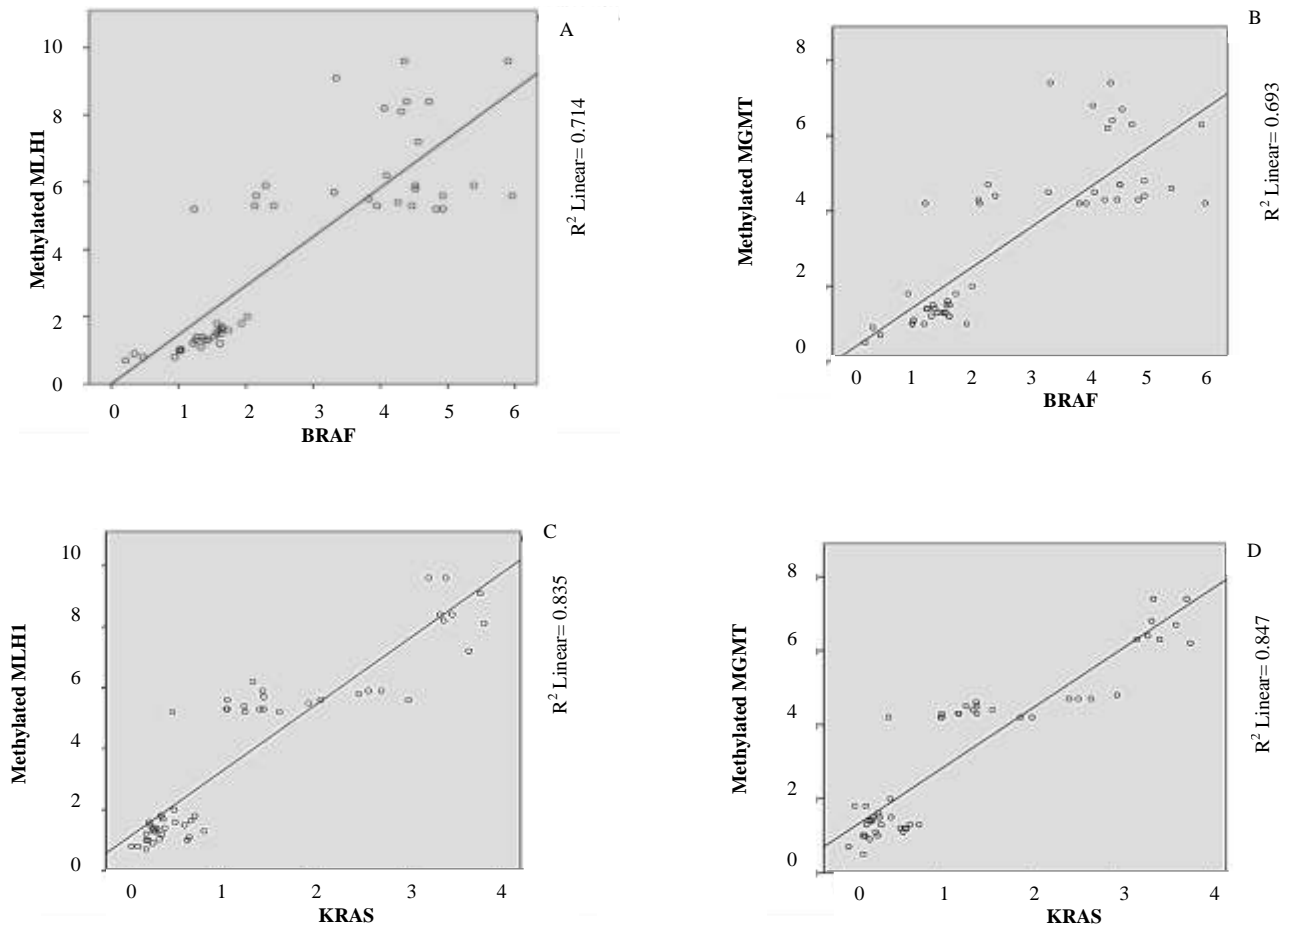 A
10
8
6
4
2
0
Methylated MLH1
0 1 2 3 4 5 6
BRAF
R² Linear= 0.714
B
8
6
4
2
0
Methylated MGMT
0 1 2 3 4 5 6
BRAF
R² Linear= 0.693
C
10
8
6
4
2
0
Methylated MLH1
0 1 2 3 4
KRAS
R² Linear= 0.835
D
8
6
4
2
0
Methylated MGMT
0 1 2 3 4
KRAS
R² Linear= 0.847